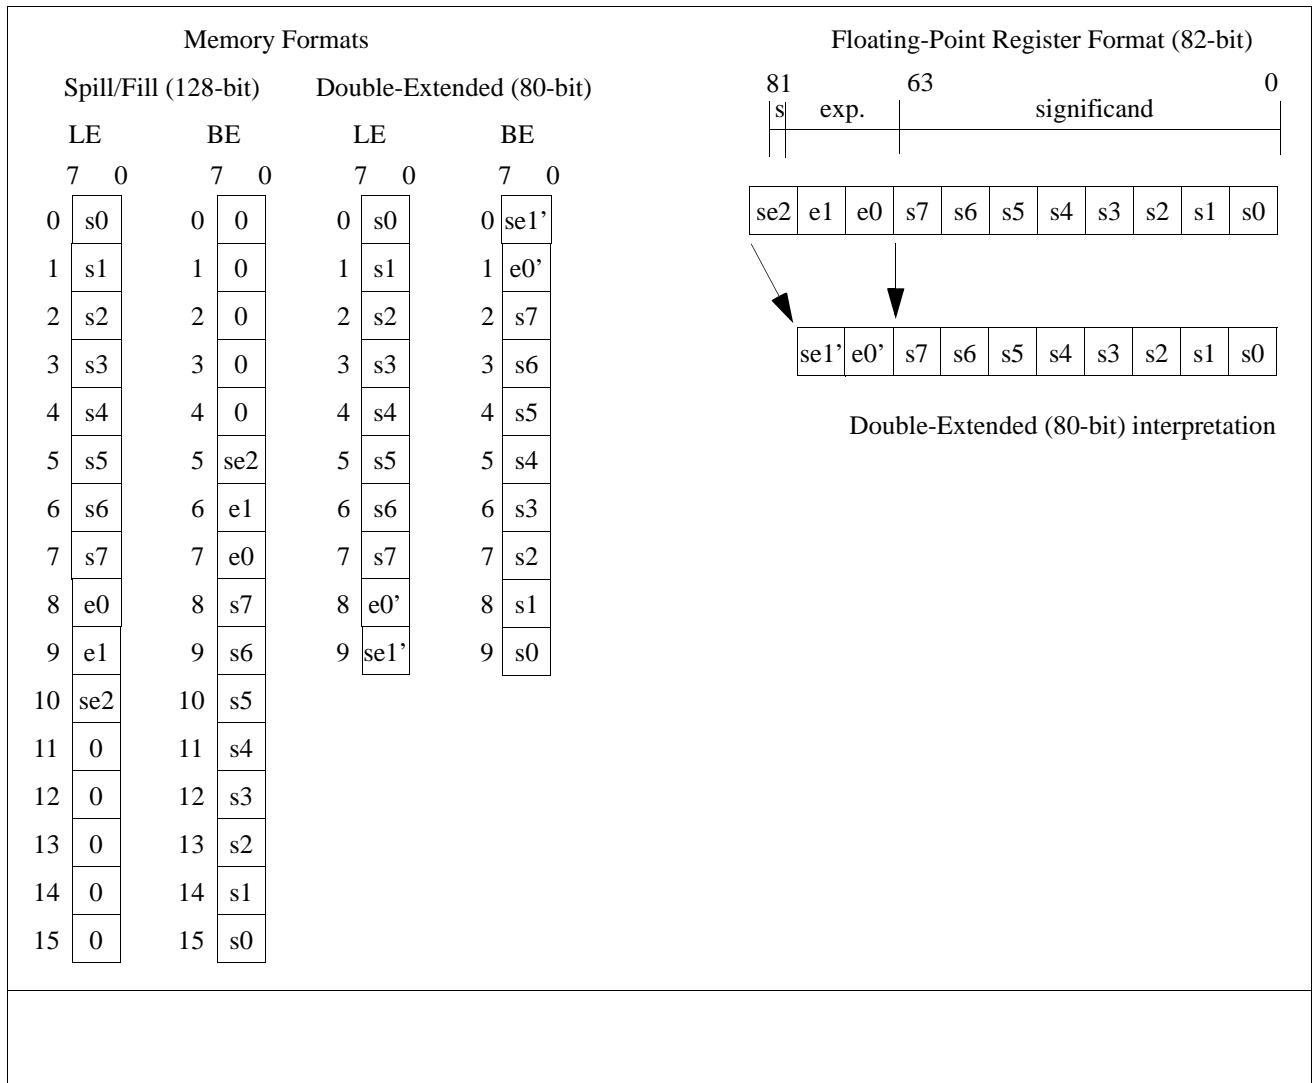 Memory Formats Floating-Point Register Format (82-bit)
Spill/Fill (128-bit) Double-Extended (80-bit) 81 63 0
s exp. significand
LE BE LE BE
7 0 7 0 7 0 7 0
se2 e1 e0 s7 s6 s5 s4 s3 s2 s1 s0
0 s0 0 0 0 s0 0 se1'
1 s1 1 0 1 s1 1 e0'
2 s2 2 0 2 s2 2 s7
3 s3 3 0 3 s3 3 s6
se1' e0' s7 s6 s5 s4 s3 s2 s1 s0
4 s4 4 0 4 s4 4 s5
Double-Extended (80-bit) interpretation
5 s5 5 se2 5 s5 5 s4
6 s6 6 e1 6 s6 6 s3
7 s7 7 e0 7 s7 7 s2
8 e0 8 s7 8 e0' 8 s1
9 e1 9 s6 9 se1' 9 s0
10 se2 10 s5
11 0 11 s4
12 0 12 s3
13 0 13 s2
14 0 14 s1
15 0 15 s0